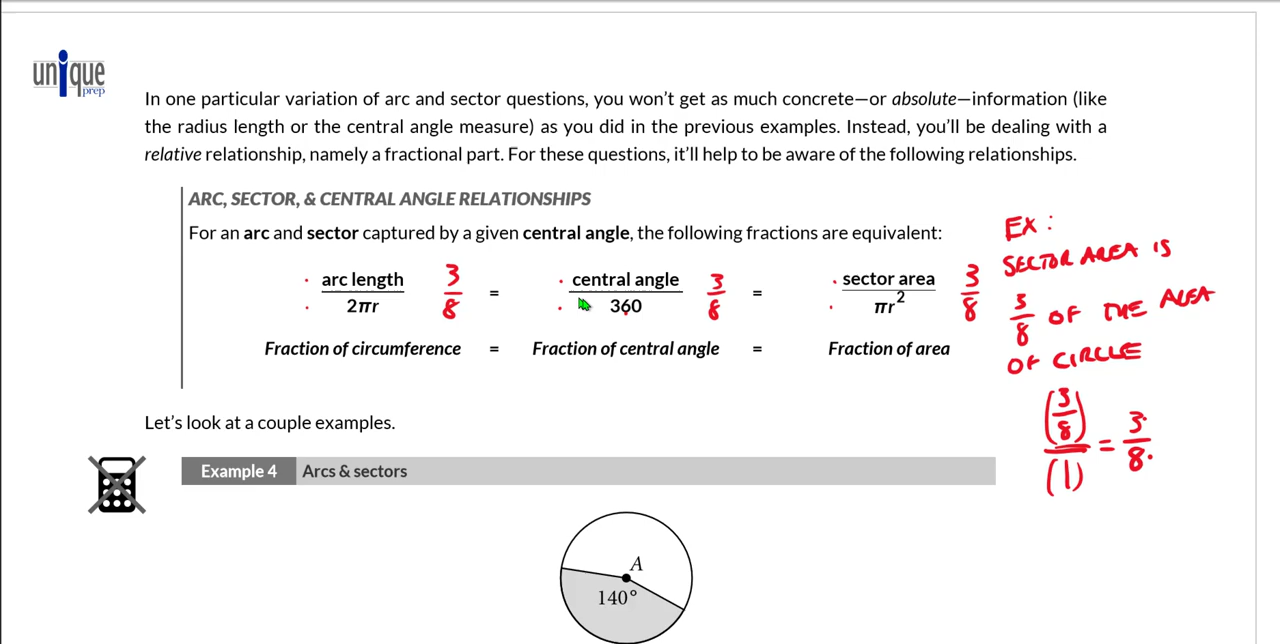 unique
prep
In one particular variation of arc and sector questions, you won't get as much concrete—or absolute—information (like
the radius length or the central angle measure) as you did in the previous examples. Instead, you'll be dealing with a
relative relationship, namely a fractional part. For these questions, it'll help to be aware of the following relationships.
ARC, SECTOR, & CENTRAL ANGLE RELATIONSHIPS
For an arc and sector captured by a given central angle, the following fractions are equivalent:
arc length / 2πr 3/8 = central angle / 360 3/8 = sector area / πr² 3/8
Fraction of circumference = Fraction of central angle = Fraction of area
EX:
SECTOR AREA IS
3/8 OF THE AREA
OF CIRCLE
(3/8) / (1) = 3/8
Let's look at a couple examples.
Example 4 Arcs & sectors
A
140°